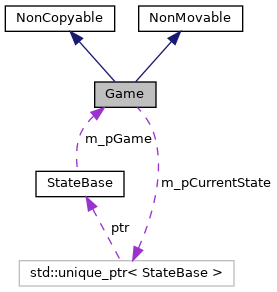 NonCopyable
NonMovable
Game
m_pGame
StateBase
m_pCurrentState
ptr
std::unique_ptr< StateBase >